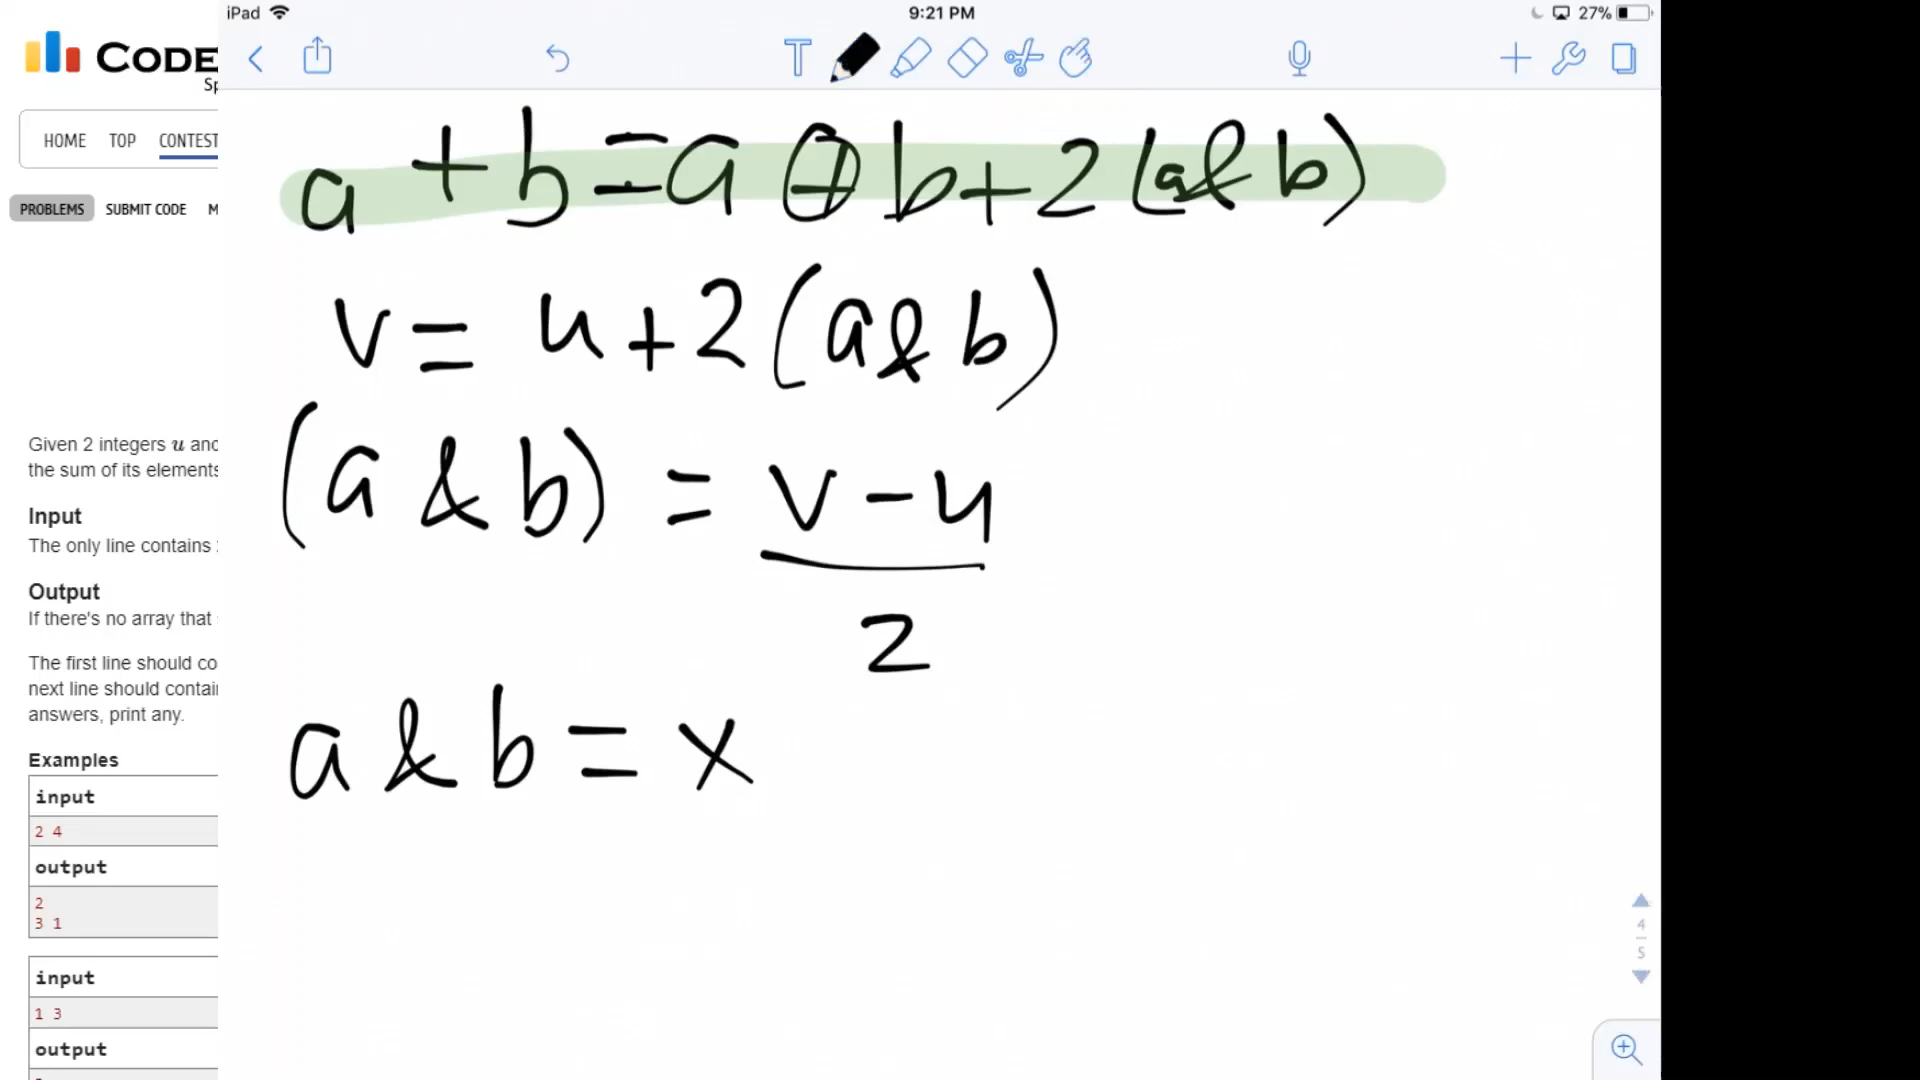 iPad
9:21 PM
27%
CODE
Sp
HOME TOP CONTEST
PROBLEMS SUBMIT CODE M
T
a + b = a ⊕ b + 2 (a & b)
v = u + 2 (a & b)
(a & b) = v - u
2
a & b = x
Given 2 integers u and
the sum of its elements
Input
The only line contains
Output
If there's no array that
The first line should co
next line should contain
answers, print any.
Examples
input
2 4
output
2
3 1
input
1 3
output
4
5